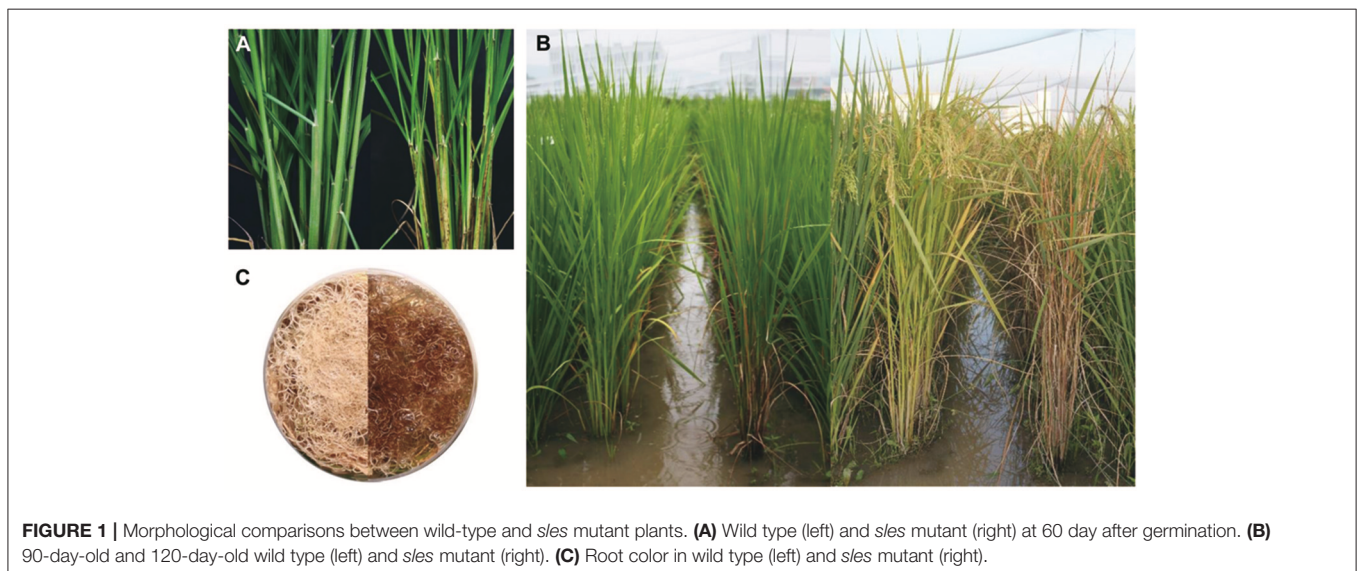 A
B
C
FIGURE 1 | Morphological comparisons between wild-type and sles mutant plants. (A) Wild type (left) and sles mutant (right) at 60 day after germination. (B)
90-day-old and 120-day-old wild type (left) and sles mutant (right). (C) Root color in wild type (left) and sles mutant (right).